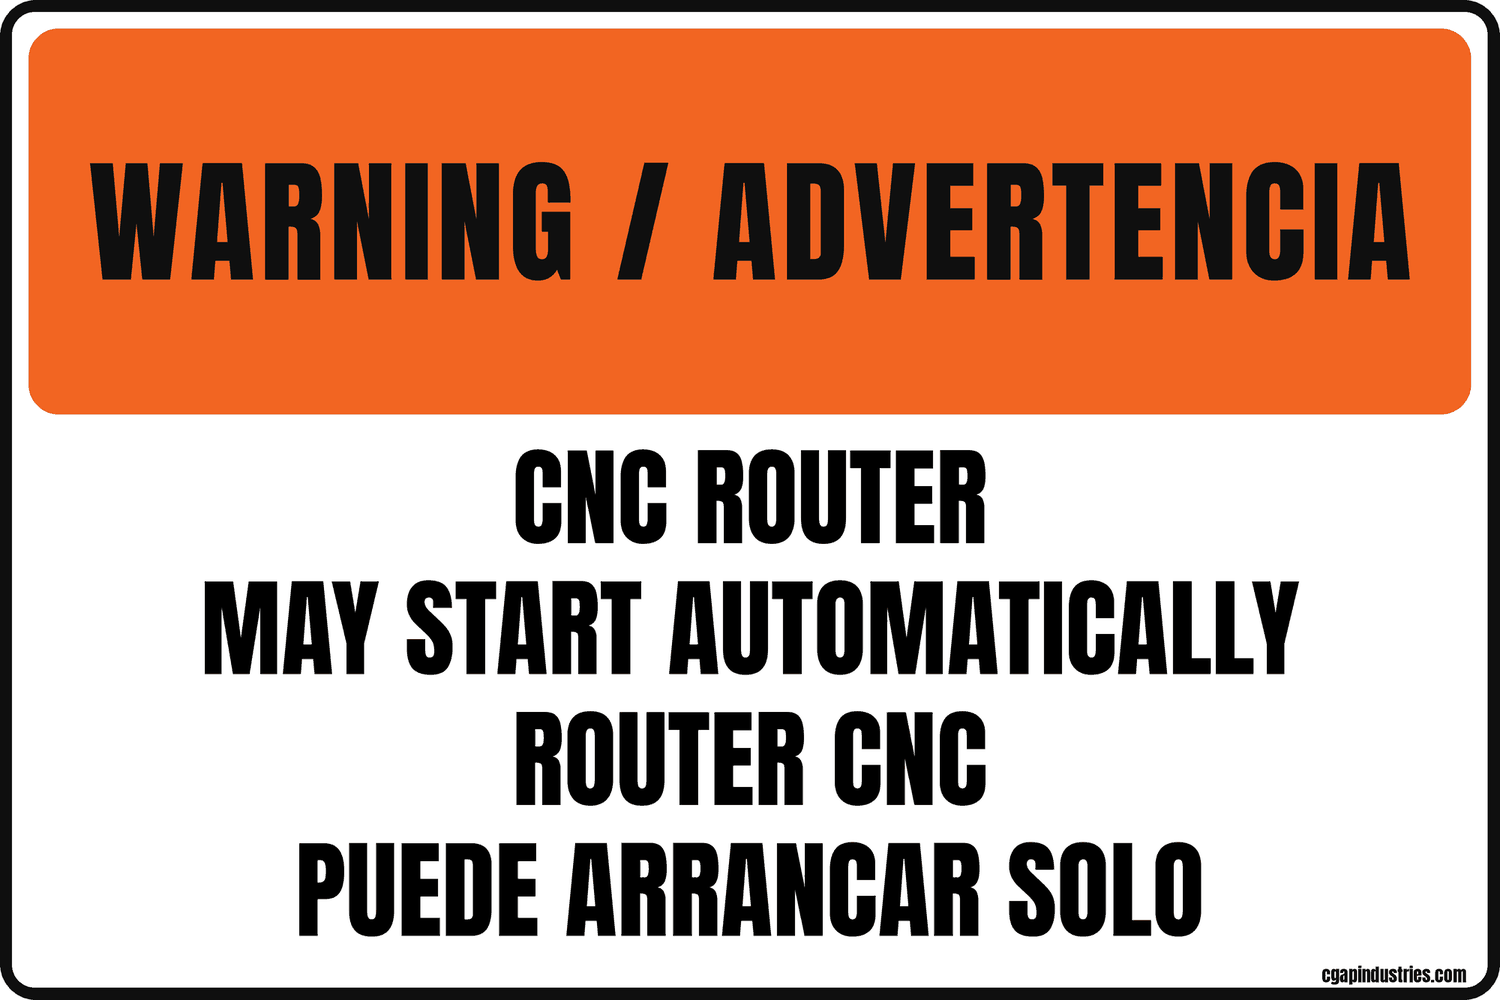 WARNING / ADVERTENCIA
CNC ROUTER
MAY START AUTOMATICALLY
ROUTER CNC
PUEDE ARRANCAR SOLO
cgapindustries.com